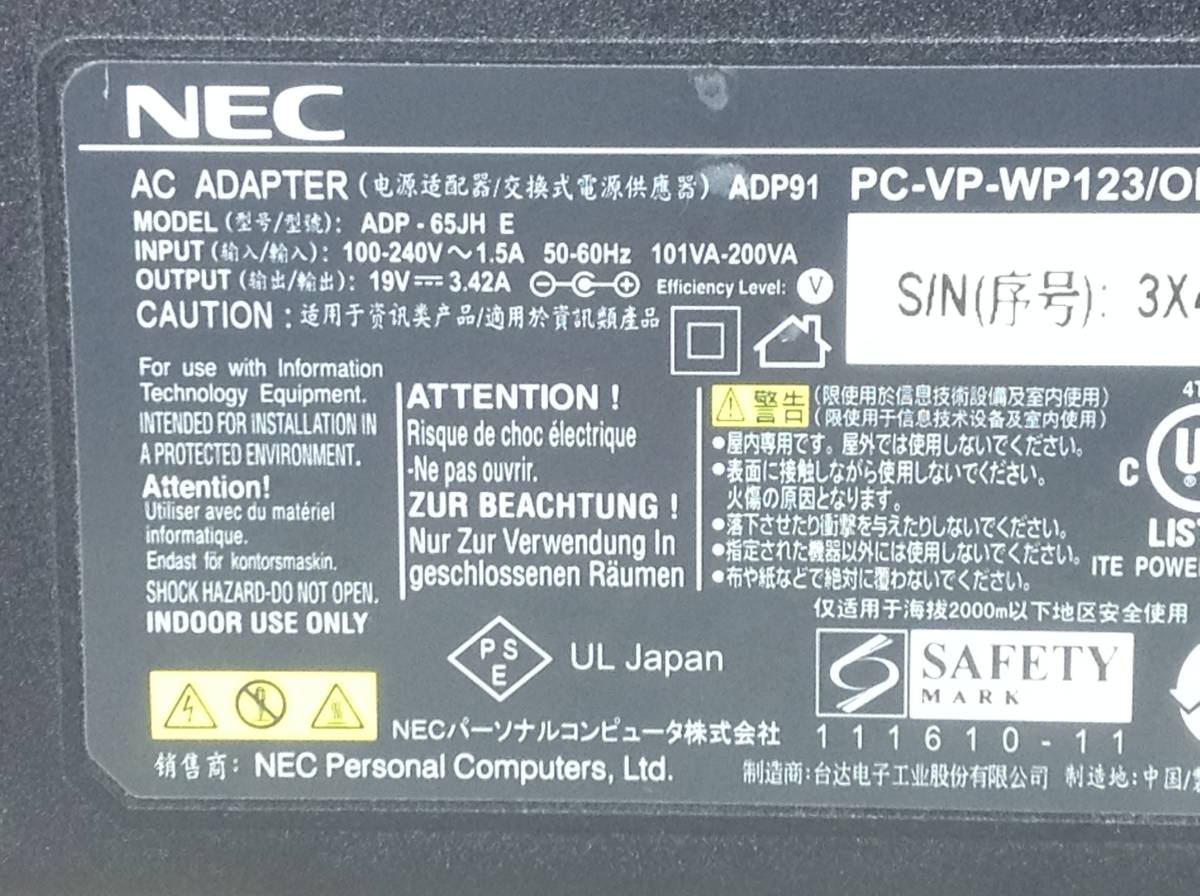 NEC
AC ADAPTER (电源适配器/交換式電源供應器) ADP91 PC-VP-WP123/
MODEL (型号/型號): ADP-65JH E
INPUT (输入/輸入): 100-240V～1.5A 50-60Hz 101VA-200VA
OUTPUT (输出/輸出): 19V⎓3.42A Efficiency Level: V
S/N(序号): 3X
CAUTION :适用于资讯类产品/適用於資訊類產品
For use with Information
Technology Equipment.
INTENDED FOR INSTALLATION IN
A PROTECTED ENVIRONMENT.
Attention!
Utiliser avec du matériel
informatique.
Endast för kontorsmaskin.
SHOCK HAZARD-DO NOT OPEN.
INDOOR USE ONLY
ATTENTION !
Risque de choc électrique
-Ne pas ouvrir.
ZUR BEACHTUNG !
Nur Zur Verwendung In
geschlossenen Räumen
警告
(限使用於信息技術設備及室内使用)
(限使用于信息技术设备及室内使用)
●屋内専用です。屋外では使用しないでください。
●表面に接触しながら使用しないでください。
火傷の原因となります。
●落下させたり衝撃を与えたりしないでください。
●指定された機器以外には使用しないでください。
●布や紙などで絶対に覆わないでください。
C U ®
ITE
仅适用于海拔2000m以下地区安全使用
PS
E
UL Japan
SAFETY
MARK
111610-11
NECパーソナルコンピュータ株式会社
销售商: NEC Personal Computers, Ltd.
制造商:台达电子工业股份有限公司 制造地:中国/